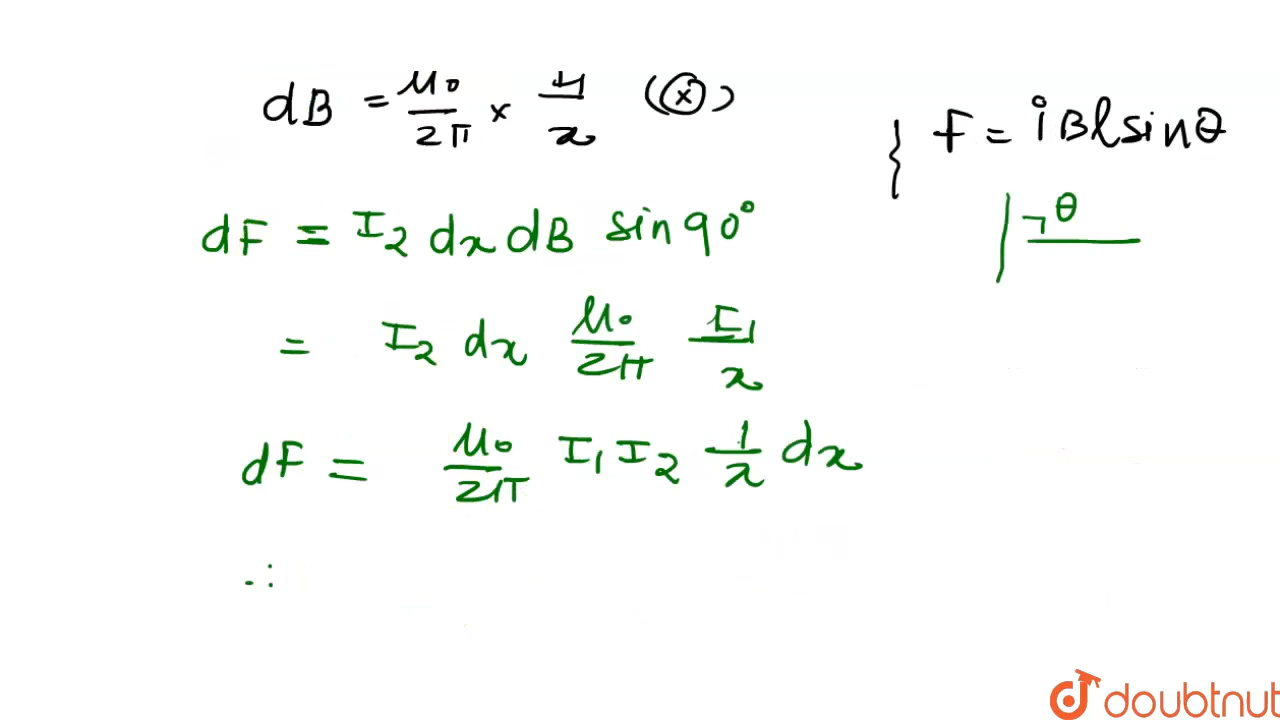 dB = μ₀/2π × I₁/x (⊗)
{ F = iBl sinθ
θ
dF = I₂ dx dB sin 90°
= I₂ dx μ₀/2π I₁/x
dF = μ₀/2π I₁ I₂ 1/x dx
∴
doubtnut